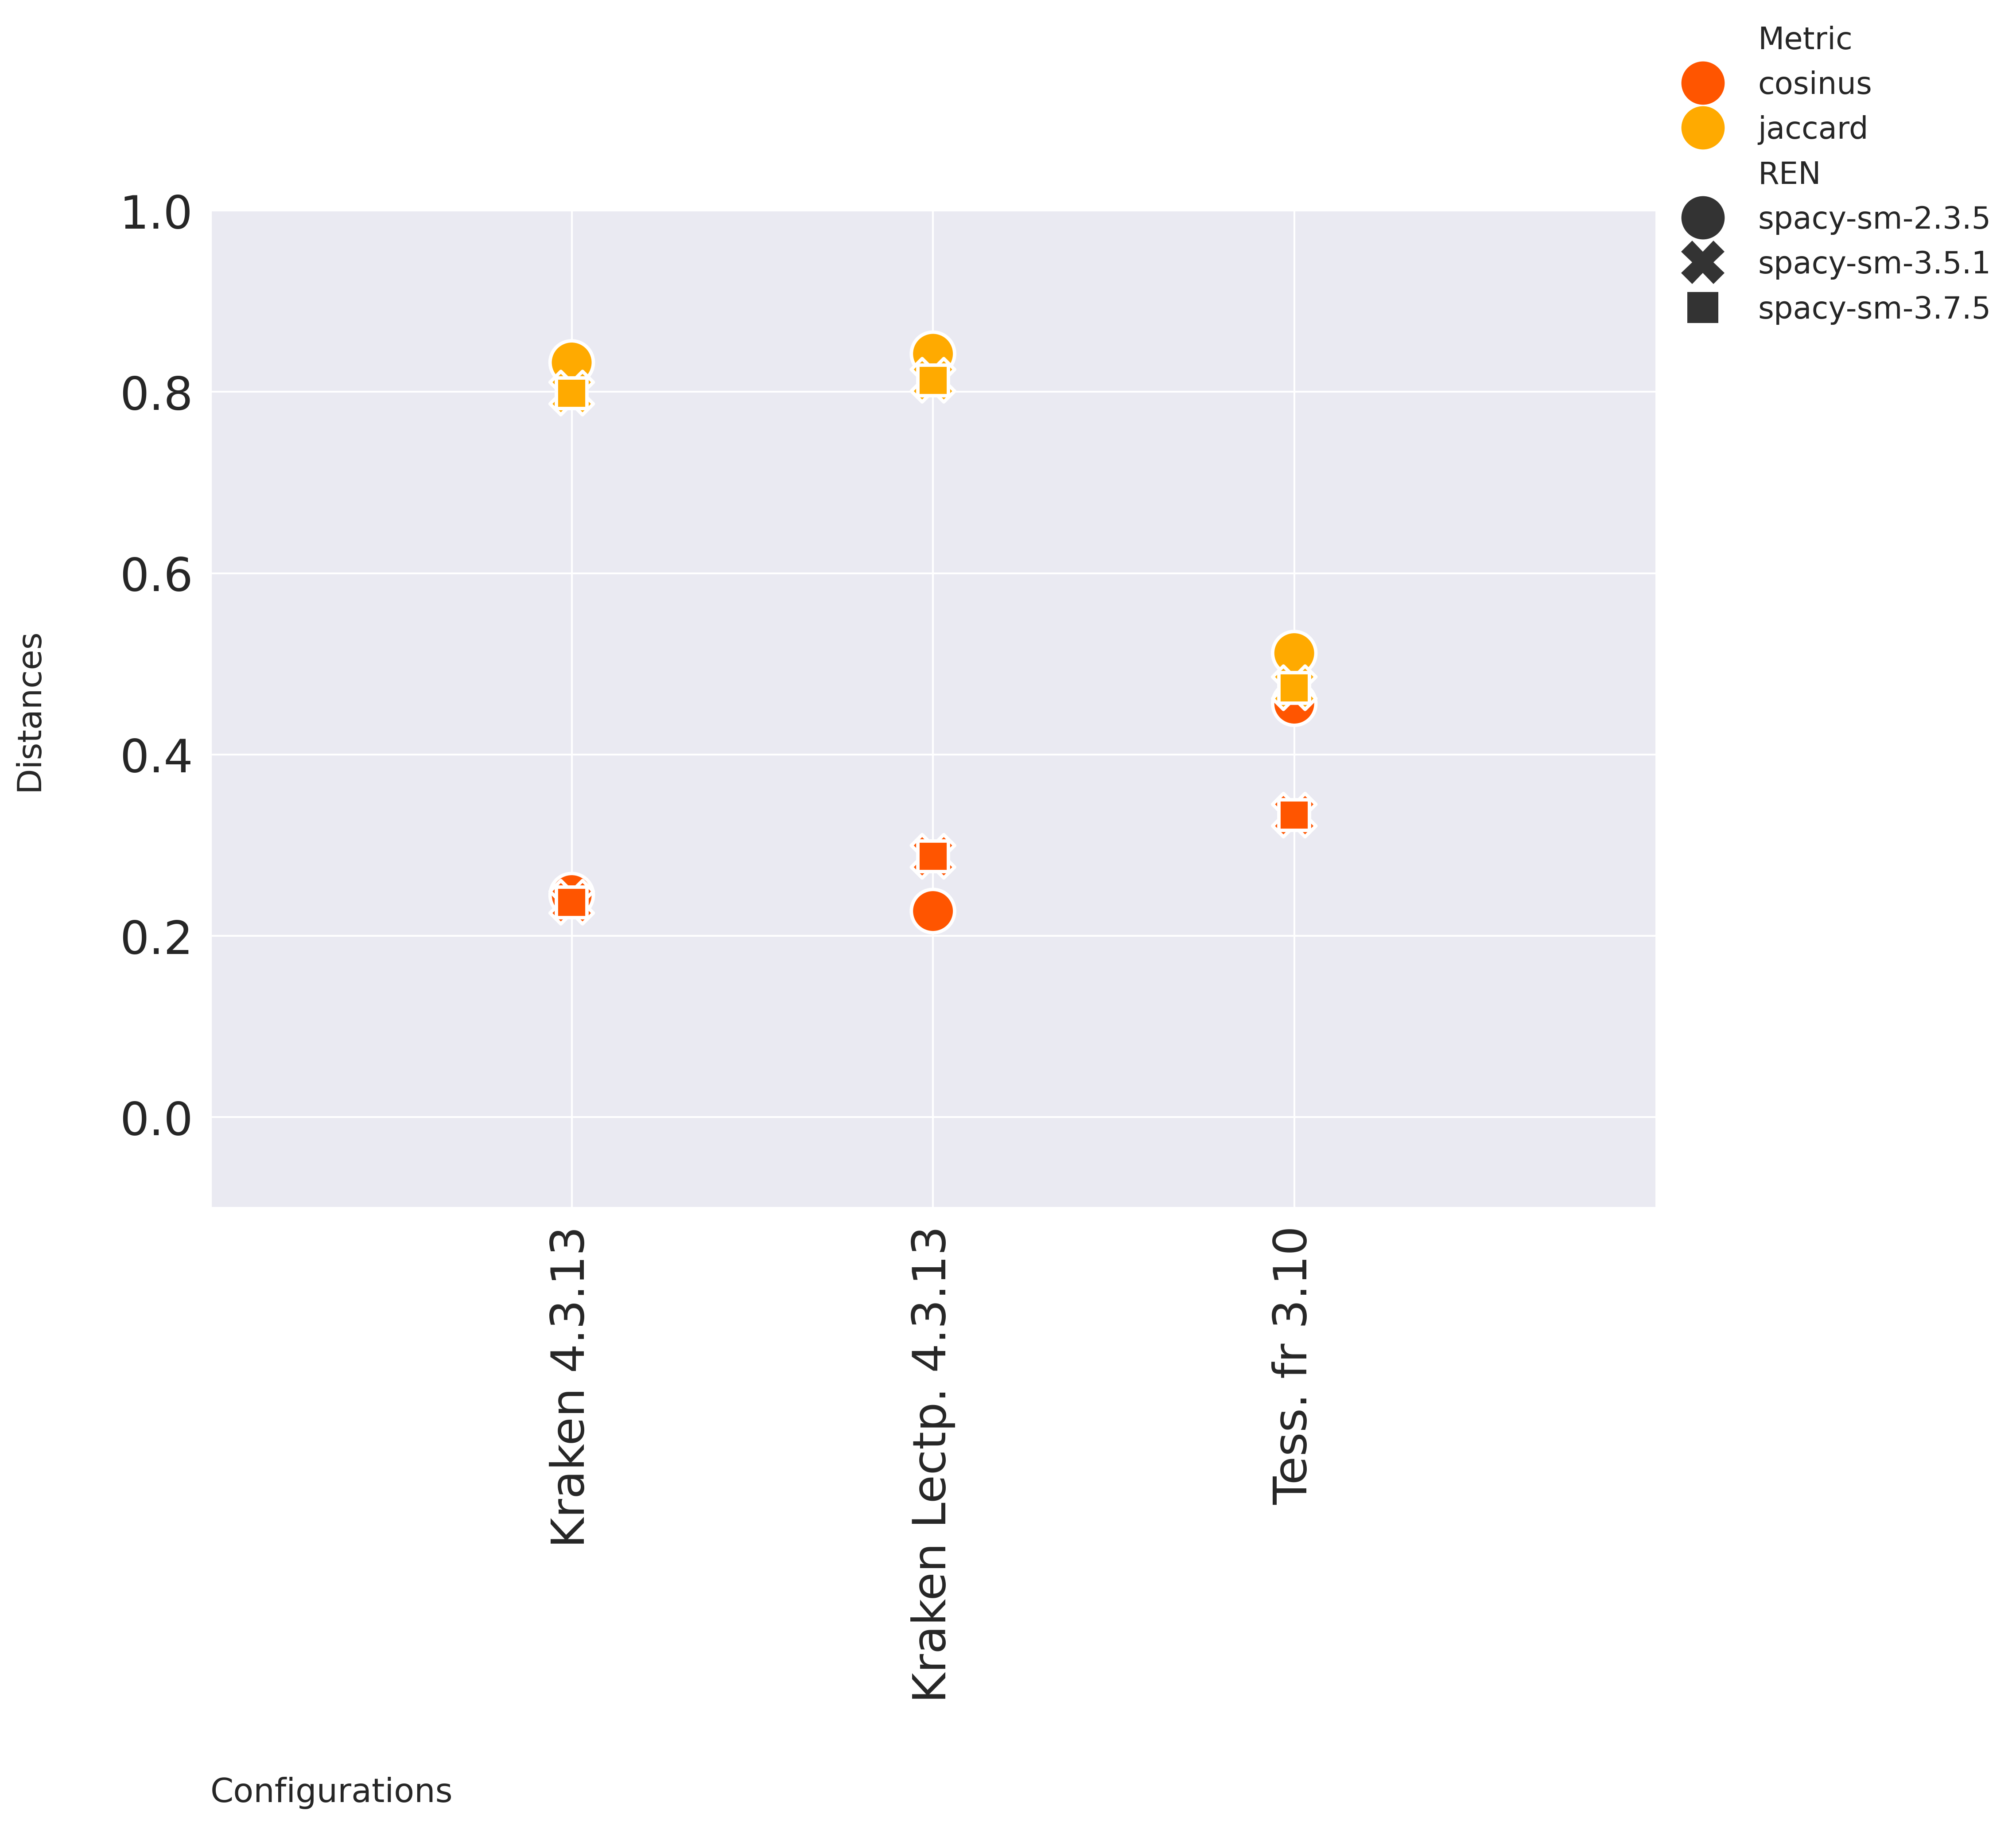 Metric
cosinus
jaccard
REN
spacy-sm-2.3.5
spacy-sm-3.5.1
spacy-sm-3.7.5
1.0
0.8
0.6
0.4
0.2
0.0
Distances
Kraken 4.3.13
Kraken Lectp. 4.3.13
Tess. fr 3.10
Configurations